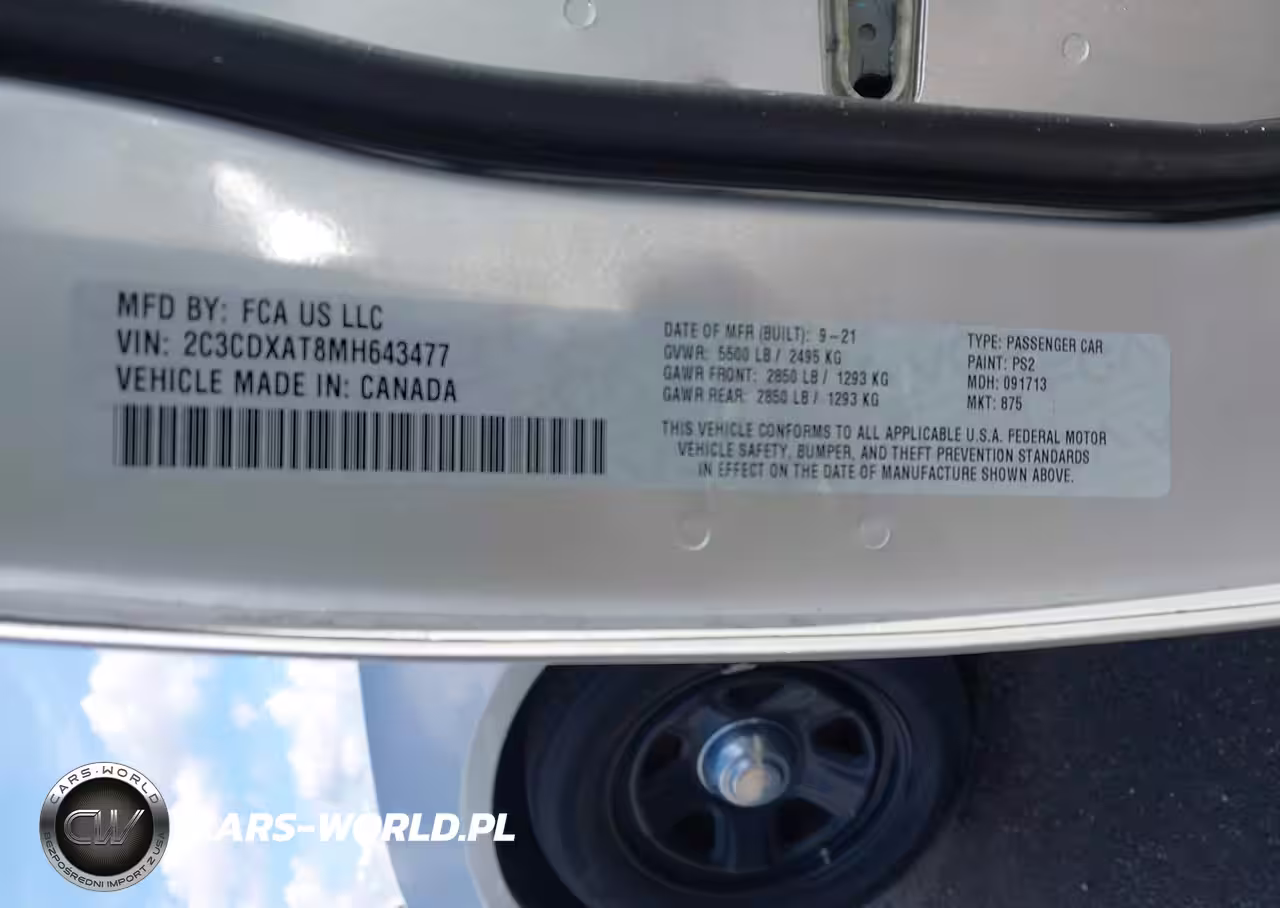 MFD BY: FCA US LLC
VIN: 2C3CDXAT8MH643477
VEHICLE MADE IN: CANADA
DATE OF MFR (BUILT): 9-21
GVWR: 5500 LB / 2495 KG
GAWR FRONT: 2850 LB / 1293 KG
GAWR REAR: 2850 LB / 1293 KG
TYPE: PASSENGER CAR
PAINT: PS2
MDH: 091713
MKT: 875
THIS VEHICLE CONFORMS TO ALL APPLICABLE U.S.A. FEDERAL MOTOR
VEHICLE SAFETY, BUMPER, AND THEFT PREVENTION STANDARDS
IN EFFECT ON THE DATE OF MANUFACTURE SHOWN ABOVE.
CARS-WORLD
CW
BEZPOŚREDNI IMPORT Z USA
CARS-WORLD.PL